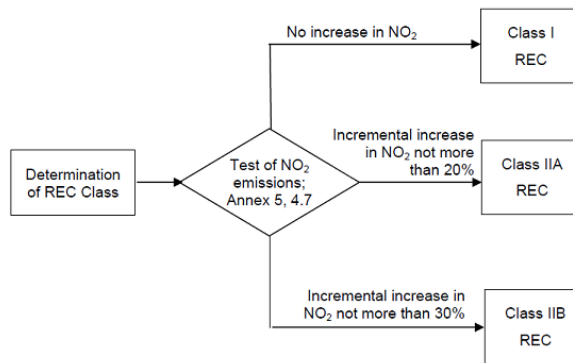 No increase in NO₂
Class I
REC
Incremental increase
in NO₂ not more
than 20%
Class IIA
REC
Determination
of REC Class
Test of NO₂
emissions;
Annex 5, 4.7
Incremental increase in
NO₂ not more than 30%
Class IIB
REC